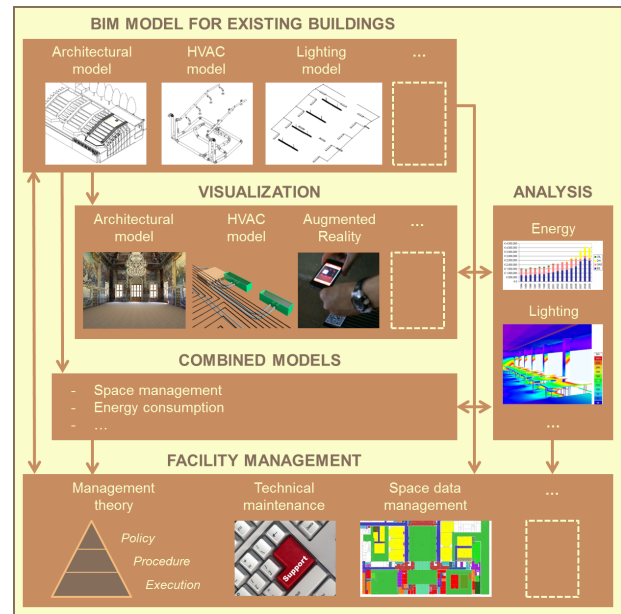 BIM MODEL FOR EXISTING BUILDINGS
Architectural model
HVAC model
Lighting model
...
VISUALIZATION
Architectural model
HVAC model
Augmented Reality
...
ANALYSIS
Energy
Lighting
...
COMBINED MODELS
- Space management
- Energy consumption
- ...
FACILITY MANAGEMENT
Management theory
Policy
Procedure
Execution
Technical maintenance
Support
Space data management
...